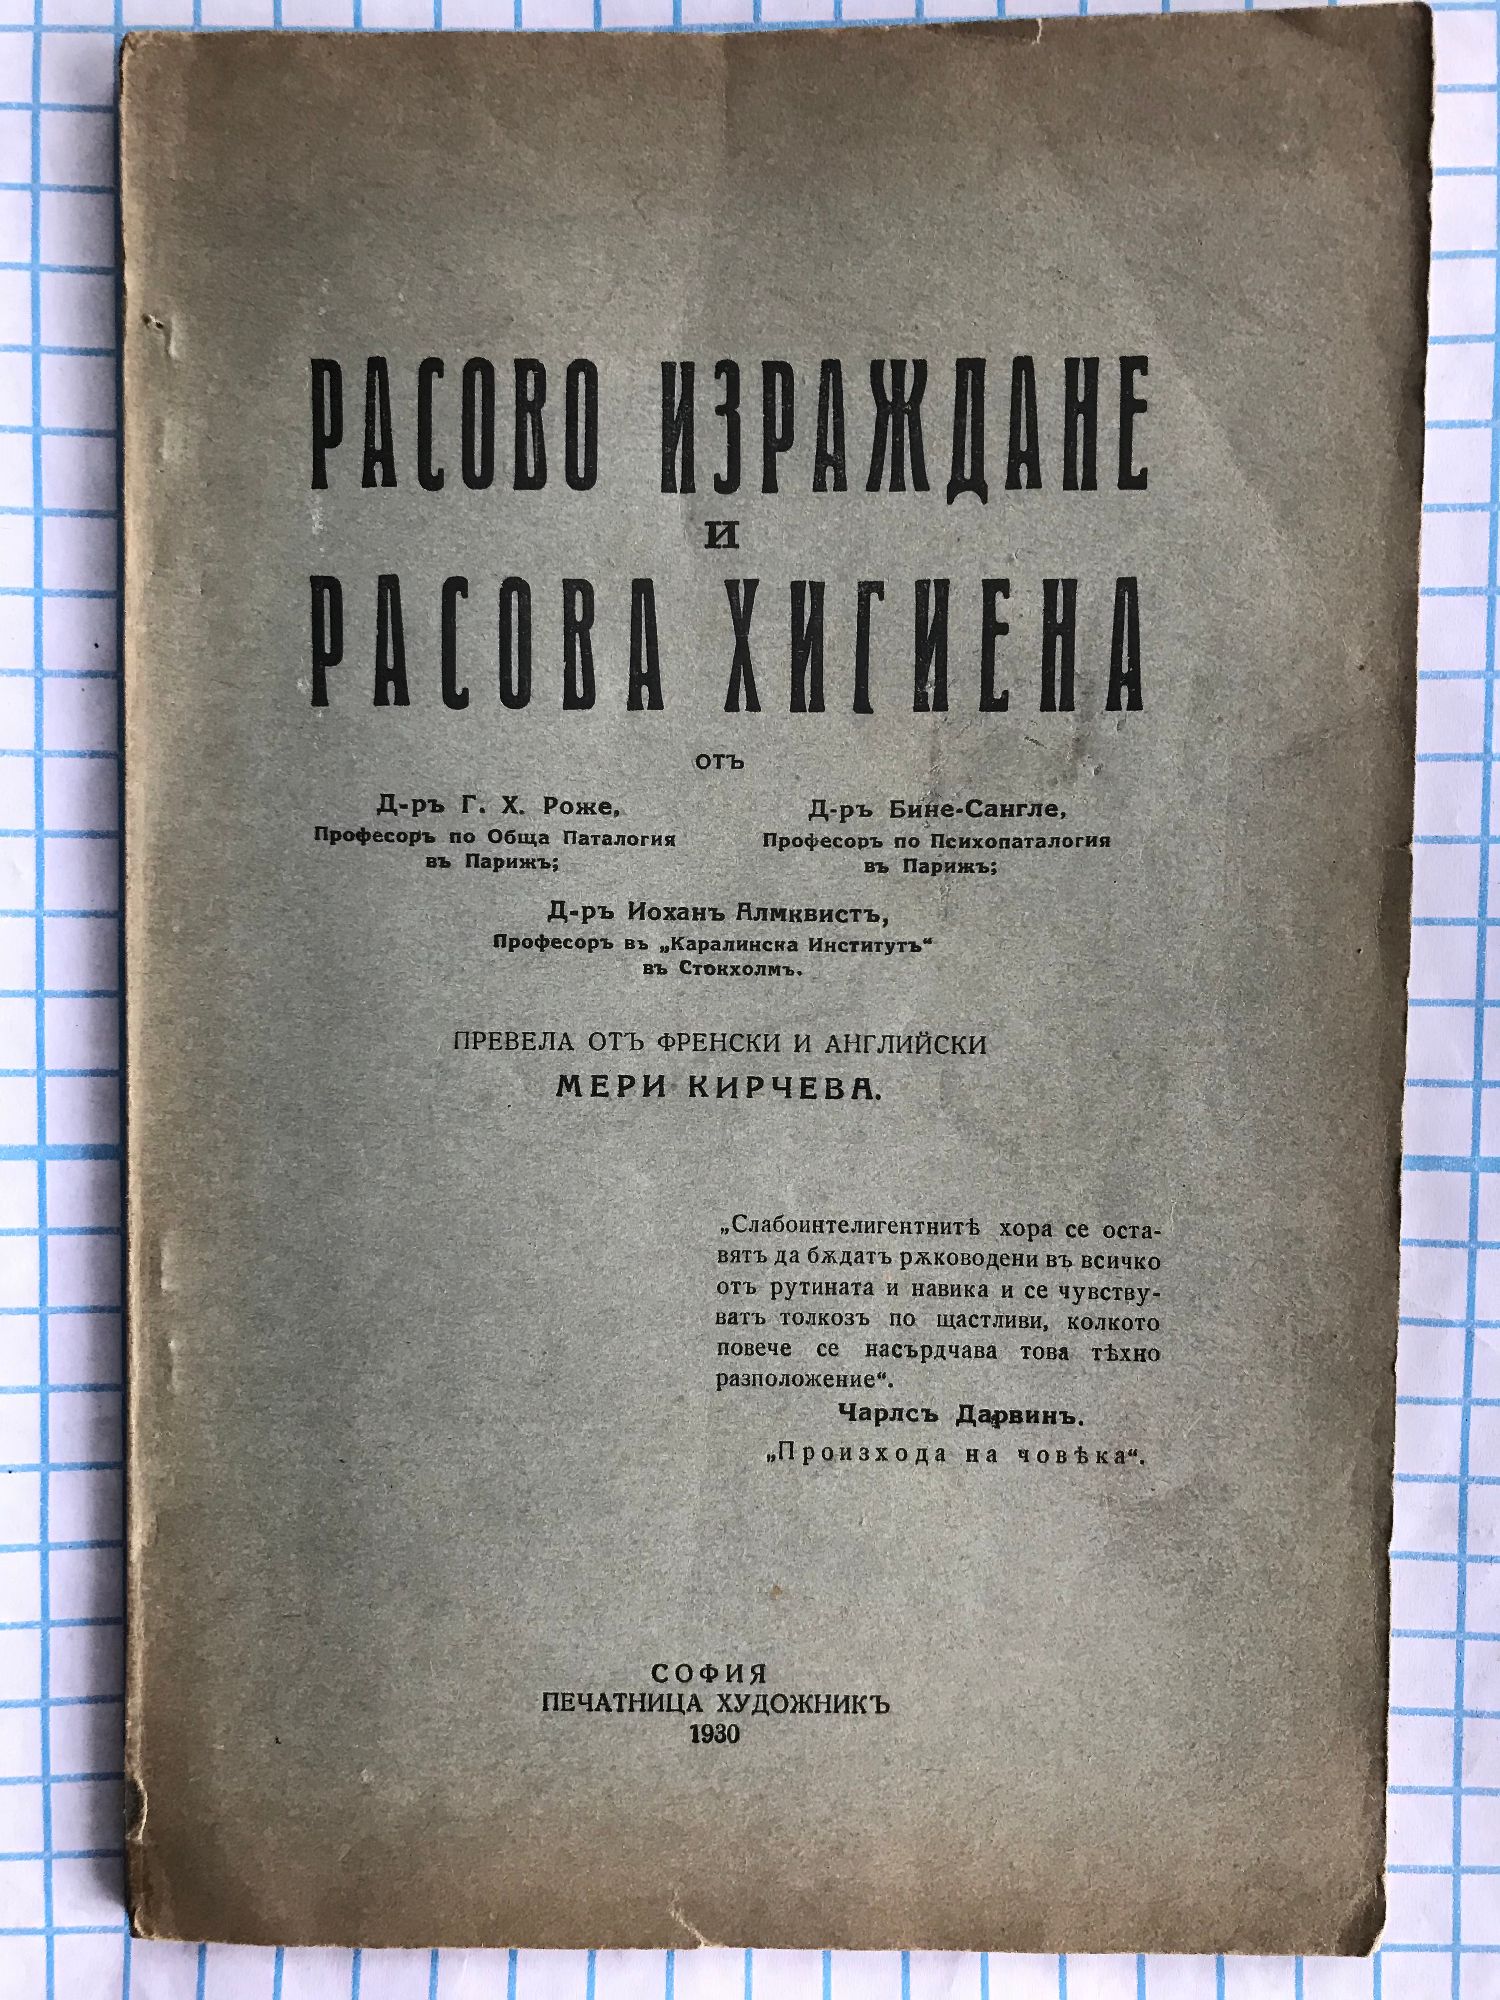 РАСОВО ИЗРАЖДАНЕ
И
РАСОВА ХИГИЕНА
ОТЪ
Д-ръ Г. Х. Роже,
Професоръ по Обща Паталогия
въ Парижъ;
Д-ръ Бине-Сангле,
Професоръ по Психопаталогия
въ Парижъ;
Д-ръ Иоханъ Алмквистъ,
Професоръ въ „Каралинска Институтъ“
въ Стокхолмъ.
ПРЕВЕЛА ОТЪ ФРЕНСКИ И АНГЛИЙСКИ
МЕРИ КИРЧЕВА.
„Слабоинтелигентнитѣ хора се оста-
вятъ да бѫдатъ рѫководени въ всичко
отъ рутината и навика и се чувству-
ватъ толкозъ по щастливи, колкото
повече се насърдчава това тѣхно
разположение“.
Чарлсъ Дарвинъ.
„Произхода на човѣка“.
СОФИЯ
ПЕЧАТНИЦА ХУДОЖНИКЪ
1930